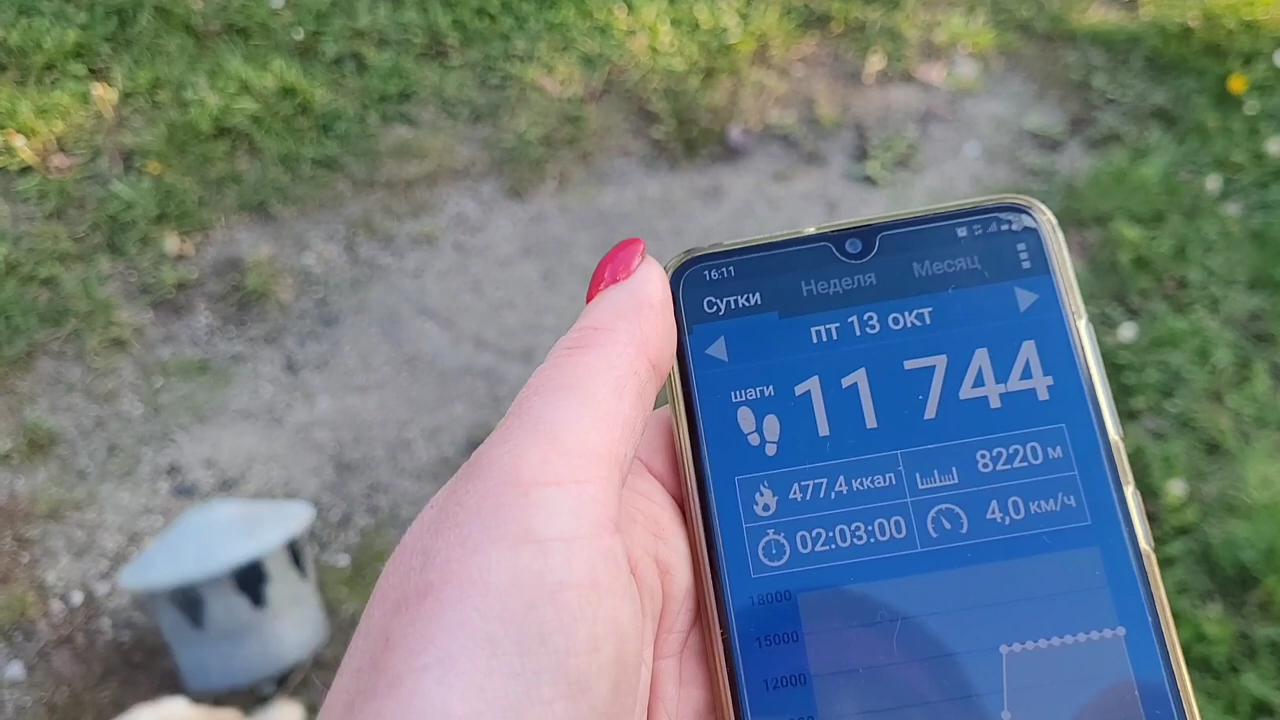 16:11
Сутки Неделя Месяц
пт 13 окт
шаги 11 744
477,4 ккал 8220 м
02:03:00 4,0 км/ч
18000
15000
12000